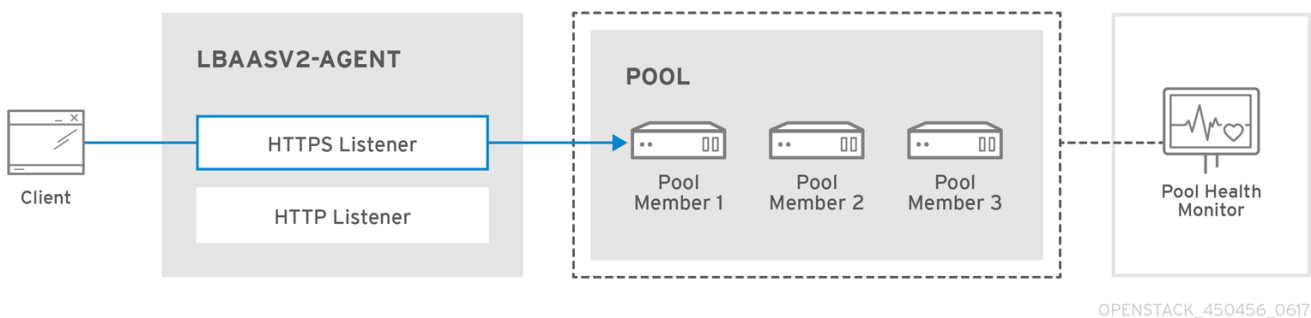 LBAASV2-AGENT
POOL
HTTPS Listener
HTTP Listener
Client
Pool
Member 1
Pool
Member 2
Pool
Member 3
Pool Health
Monitor
OPENSTACK_450456_0617